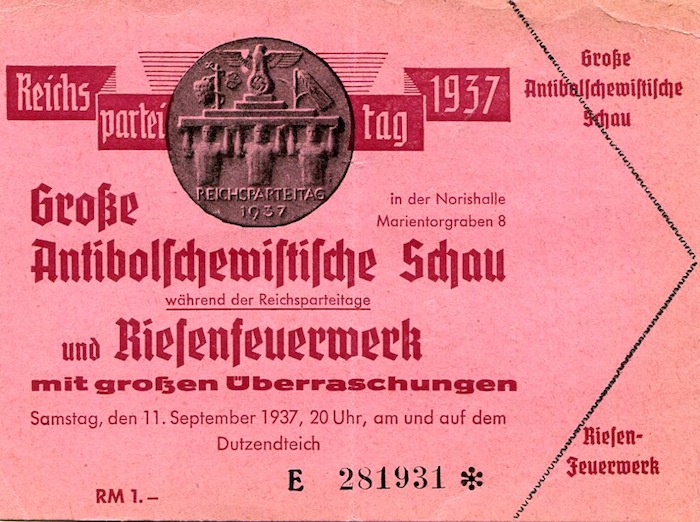 Reichs
partei
tag
1937
REICHSPARTEITAG
1937
Große
Antibolschewistische Schau
in der Norishalle
Marientorgraben 8
während der Reichsparteitage
und Riesenfeuerwerk
mit großen Überraschungen
Samstag, den 11. September 1937, 20 Uhr, am und auf dem
Dutzendteich
E 281931 *
RM 1.–
Große
Antibolschewistische
Schau
Riesen-
Feuerwerk